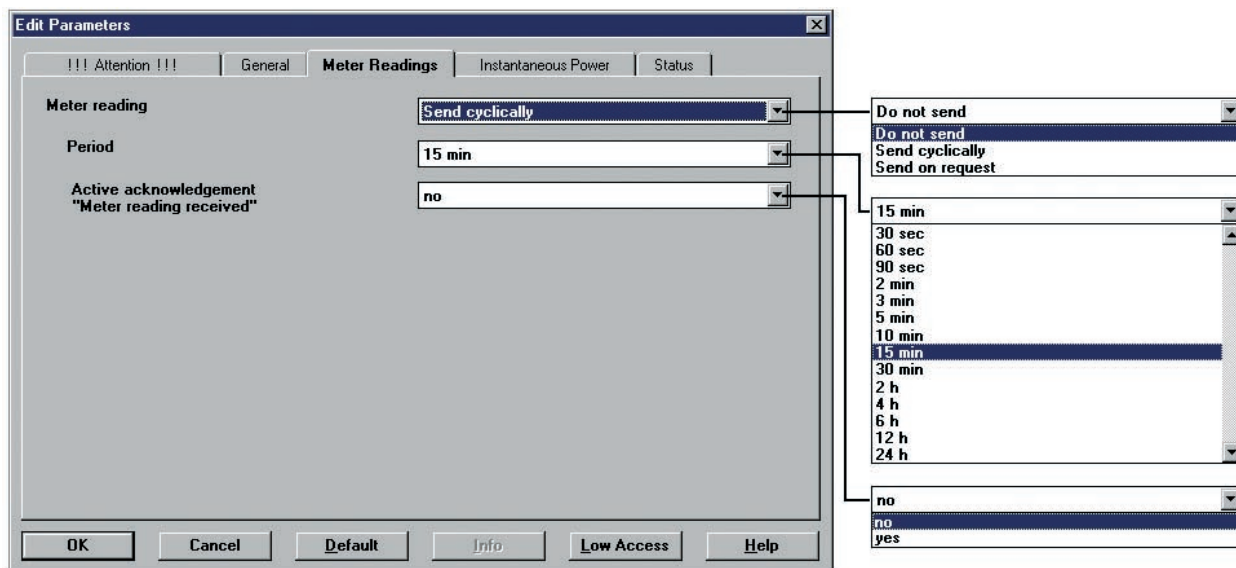 Edit Parameters
!!! Attention !!!
General
Meter Readings
Instantaneous Power
Status
Meter reading
Send cyclically
Period
15 min
Active acknowledgement
"Meter reading received"
no
OK
Cancel
Default
Info
Low Access
Help
Do not send
Do not send
Send cyclically
Send on request
15 min
30 sec
60 sec
90 sec
2 min
3 min
5 min
10 min
15 min
30 min
2 h
4 h
6 h
12 h
24 h
no
no
yes